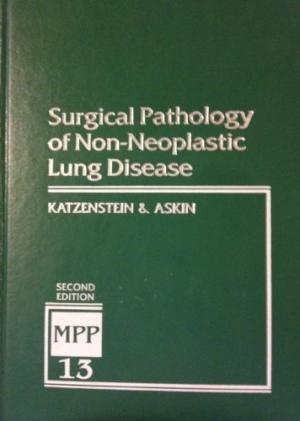 Surgical Pathology
of Non-Neoplastic
Lung Disease
KATZENSTEIN & ASKIN
SECOND
EDITION
MPP
13